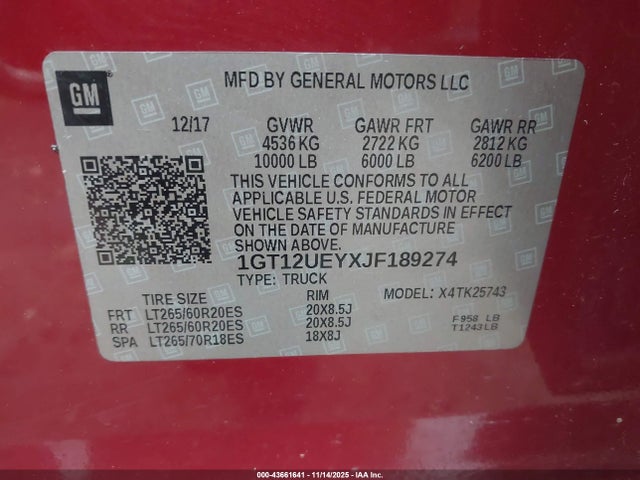 GM
MFD BY GENERAL MOTORS LLC
12/17 GVWR GAWR FRT GAWR RR
4536 KG 2722 KG 2812 KG
10000 LB 6000 LB 6200 LB
THIS VEHICLE CONFORMS TO ALL
APPLICABLE U.S. FEDERAL MOTOR
VEHICLE SAFETY STANDARDS IN EFFECT
ON THE DATE OF MANUFACTURE
SHOWN ABOVE.
1GT12UEYXJF189274
TYPE: TRUCK
TIRE SIZE RIM MODEL: X4TK25743
FRT LT265/60R20ES 20X8.5J F 958 LB
RR LT265/60R20ES 20X8.5J T1243LB
SPA LT265/70R18ES 18X8J
000-43661641 - 11/14/2025 - IAA Inc.